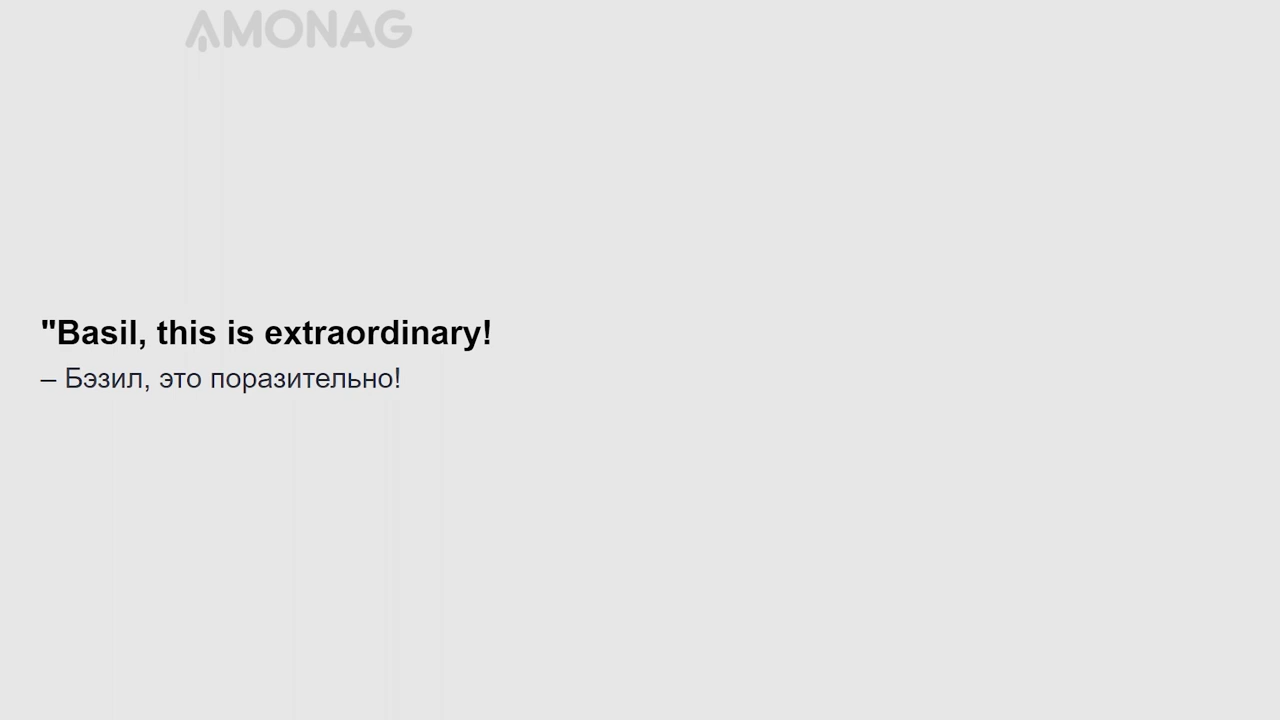 AMONAG
"Basil, this is extraordinary!
– Бэзил, это поразительно!